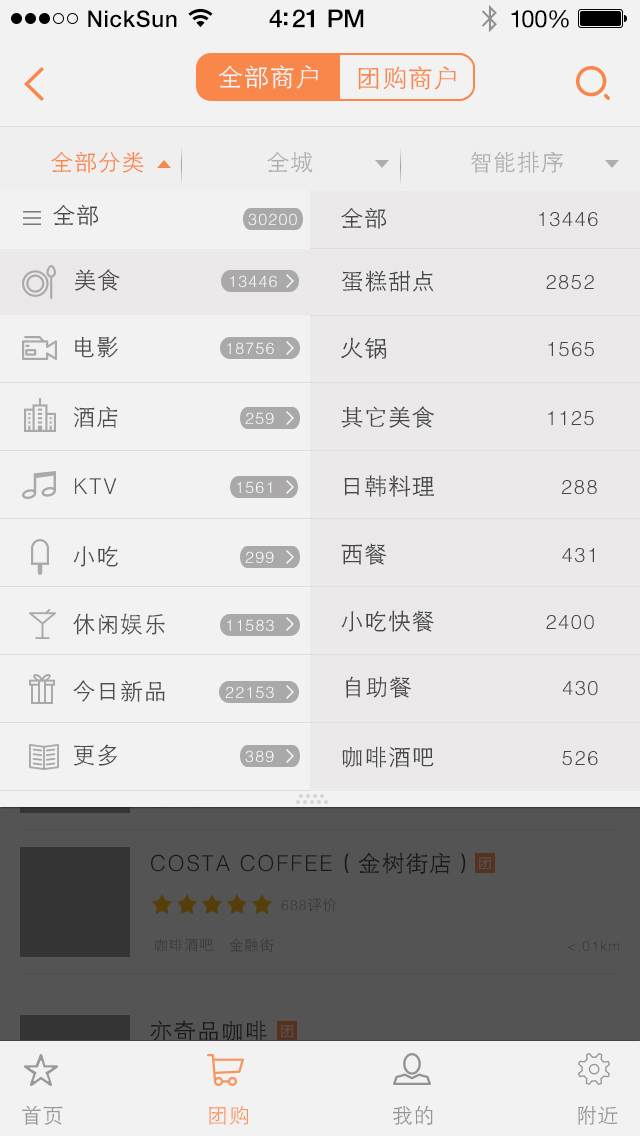 NickSun 4:21 PM 100%
全部商户 团购商户
全部分类 全城 智能排序
全部 30200 全部 13446
美食 13446 蛋糕甜点 2852
电影 18756 火锅 1565
酒店 259 其它美食 1125
KTV 1561 日韩料理 288
小吃 299 西餐 431
休闲娱乐 11583 小吃快餐 2400
今日新品 22153 自助餐 430
更多 389 咖啡酒吧 526
COSTA COFFEE ( 金树街店 ) 团
688评价
咖啡酒吧 金融街 <.01km
亦奇品咖啡 团
首页 团购 我的 附近